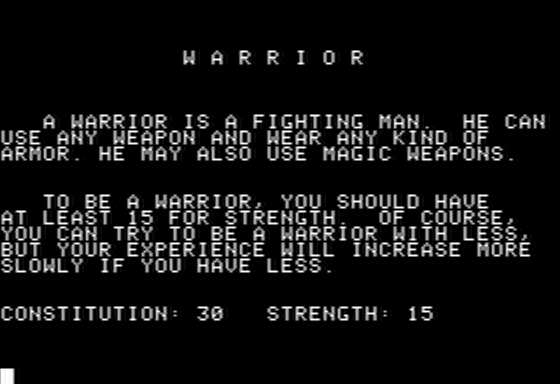 W A R R I O R
A WARRIOR IS A FIGHTING MAN. HE CAN
USE ANY WEAPON AND WEAR ANY KIND OF
ARMOR. HE MAY ALSO USE MAGIC WEAPONS.
TO BE A WARRIOR, YOU SHOULD HAVE
AT LEAST 15 FOR STRENGTH. OF COURSE,
YOU CAN TRY TO BE A WARRIOR WITH LESS,
BUT YOUR EXPERIENCE WILL INCREASE MORE
SLOWLY IF YOU HAVE LESS.
CONSTITUTION: 30 STRENGTH: 15